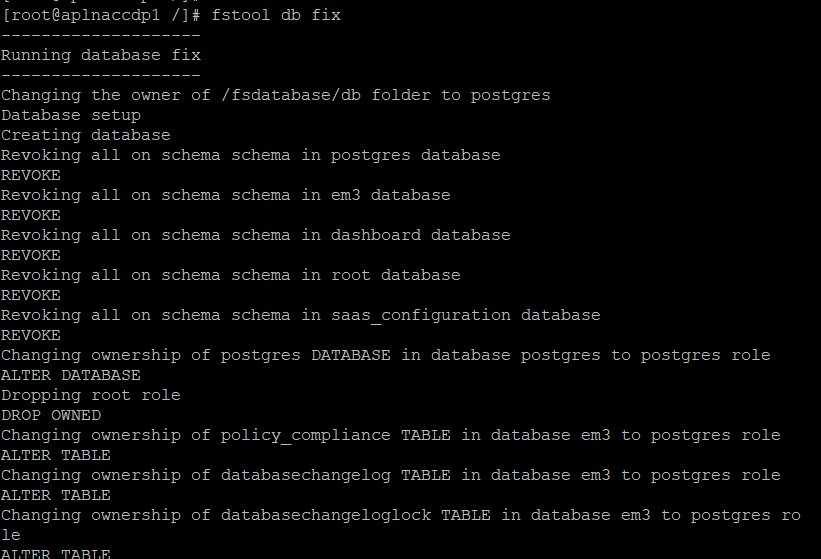 [root@aplnaccdp1 /]# fstool db fix
--------------------
Running database fix
--------------------
Changing the owner of /fsdatabase/db folder to postgres
Database setup
Creating database
Revoking all on schema schema in postgres database
REVOKE
Revoking all on schema schema in em3 database
REVOKE
Revoking all on schema schema in dashboard database
REVOKE
Revoking all on schema schema in root database
REVOKE
Revoking all on schema schema in saas_configuration database
REVOKE
Changing ownership of postgres DATABASE in database postgres to postgres role
ALTER DATABASE
Dropping root role
DROP OWNED
Changing ownership of policy_compliance TABLE in database em3 to postgres role
ALTER TABLE
Changing ownership of databasechangelog TABLE in database em3 to postgres role
ALTER TABLE
Changing ownership of databasechangeloglock TABLE in database em3 to postgres ro
le
ALTER TABLE